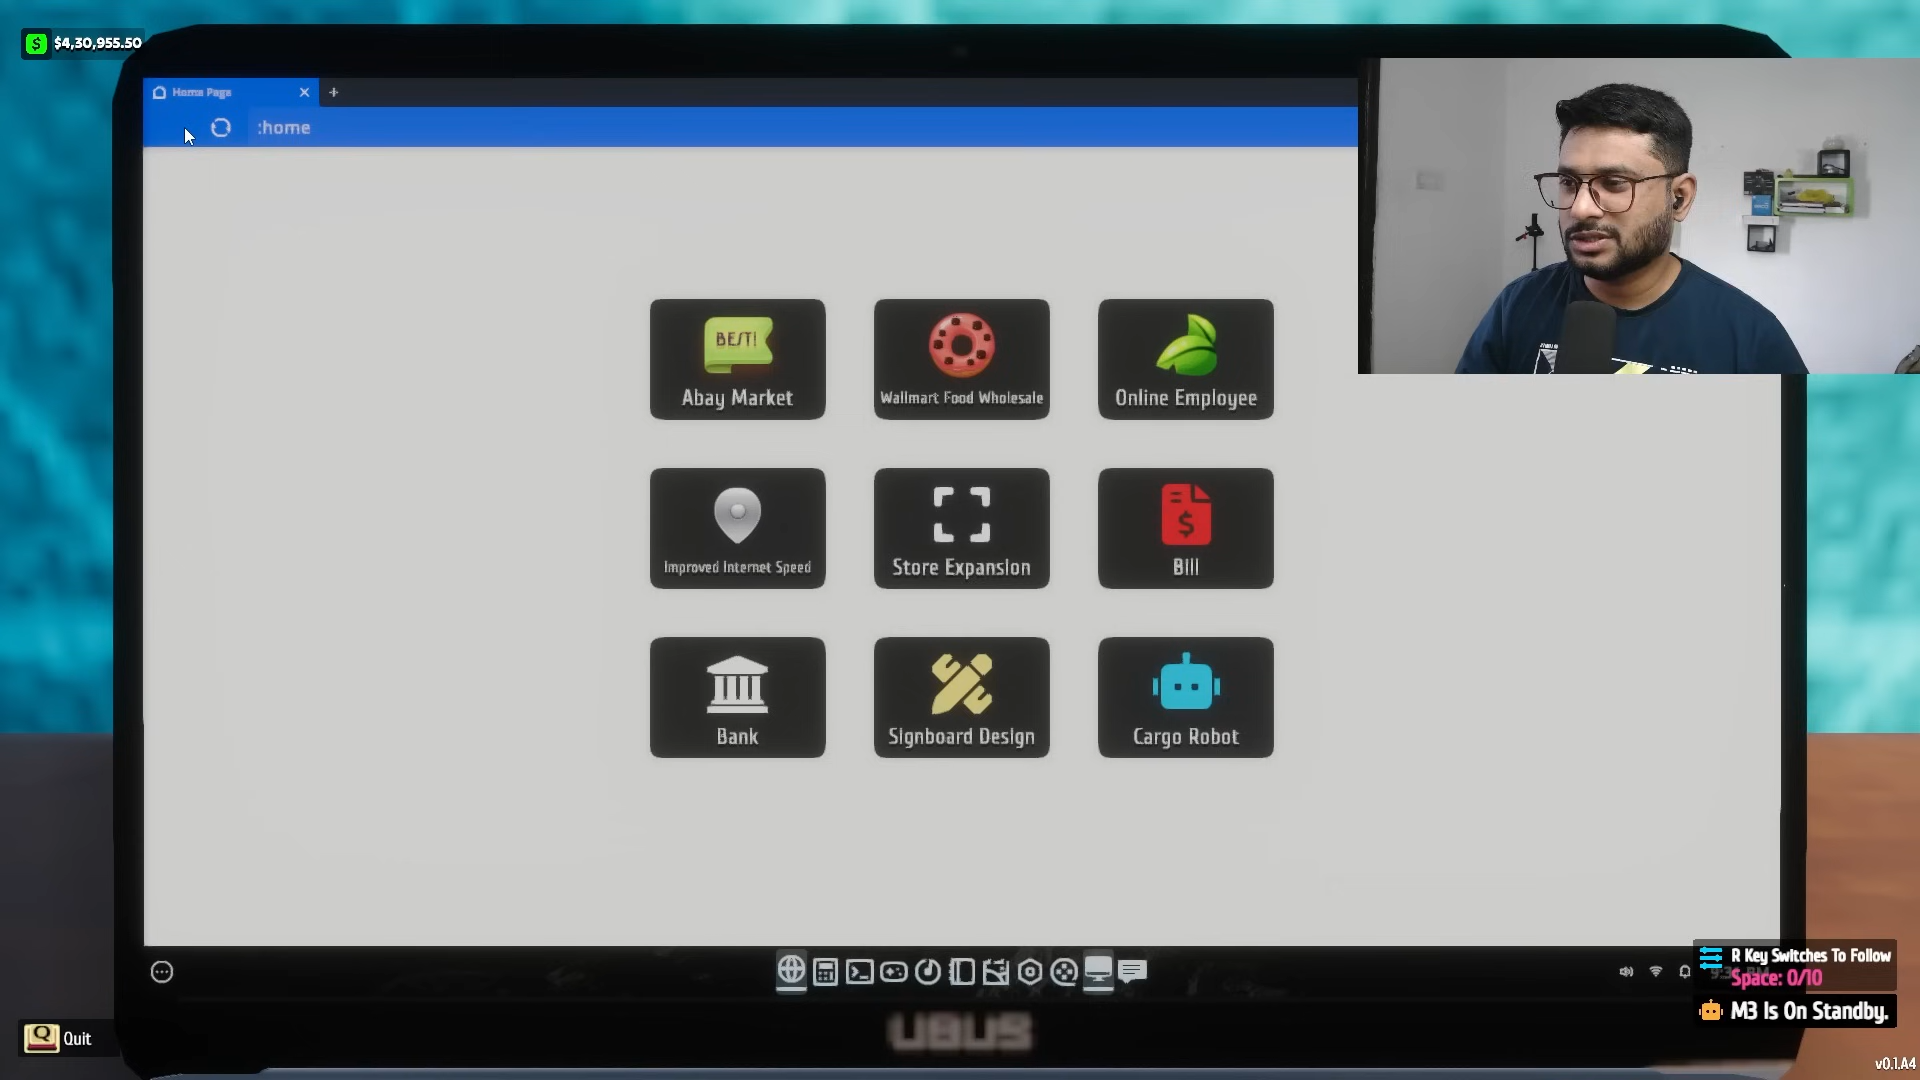 $4,30,955.50
Home Page
:home
BEST!
Abay Market
Wallmart Food Wholesale
Online Employee
Improved Internet Speed
Store Expansion
$
Bill
Bank
Signboard Design
Cargo Robot
R Key Switches To Follow
Space: 0/10
M3 Is On Standby.
Q Quit
UBUS
v0.1.A4